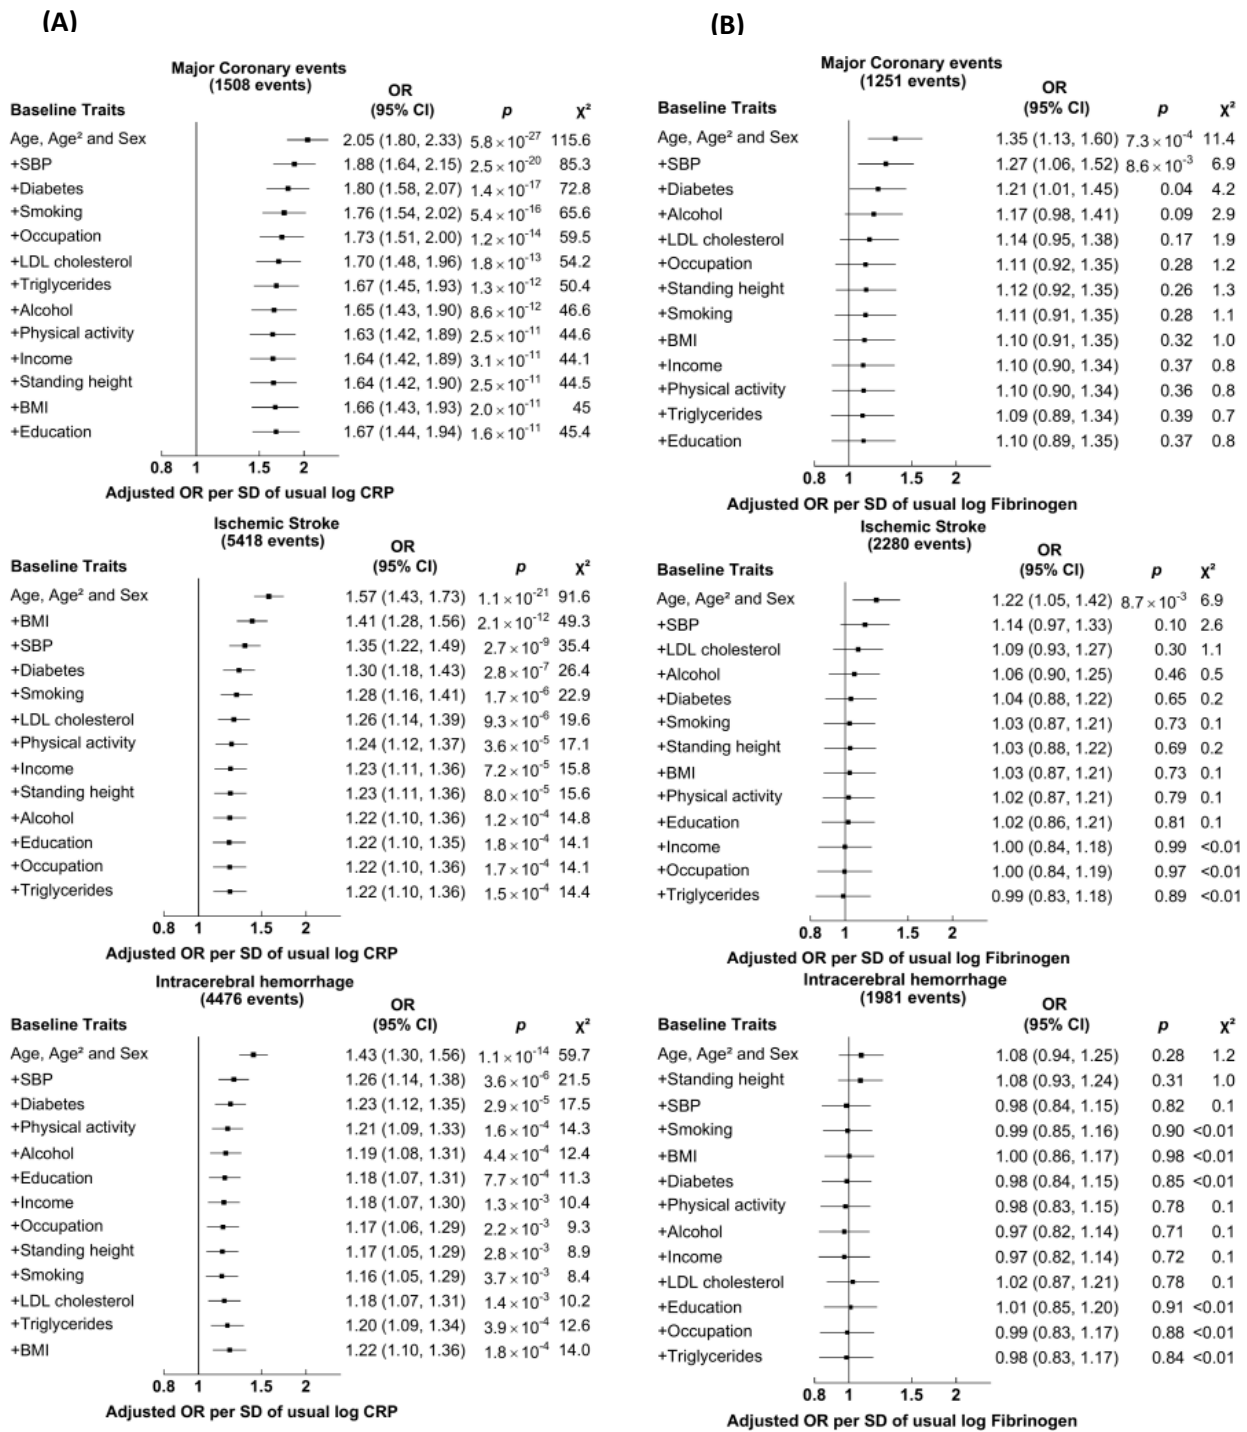 (A)
Major Coronary events
(1508 events)
Baseline Traits OR (95% CI) p χ²
Age, Age² and Sex 2.05 (1.80, 2.33) 5.8 × 10⁻²⁷ 115.6
+SBP 1.88 (1.64, 2.15) 2.5 × 10⁻²⁰ 85.3
+Diabetes 1.80 (1.58, 2.07) 1.4 × 10⁻¹⁷ 72.8
+Smoking 1.76 (1.54, 2.02) 5.4 × 10⁻¹⁶ 65.6
+Occupation 1.73 (1.51, 2.00) 1.2 × 10⁻¹⁴ 59.5
+LDL cholesterol 1.70 (1.48, 1.96) 1.8 × 10⁻¹³ 54.2
+Triglycerides 1.67 (1.45, 1.93) 1.3 × 10⁻¹² 50.4
+Alcohol 1.65 (1.43, 1.90) 8.6 × 10⁻¹² 46.6
+Physical activity 1.63 (1.42, 1.89) 2.5 × 10⁻¹¹ 44.6
+Income 1.64 (1.42, 1.89) 3.1 × 10⁻¹¹ 44.1
+Standing height 1.64 (1.42, 1.90) 2.5 × 10⁻¹¹ 44.5
+BMI 1.66 (1.43, 1.93) 2.0 × 10⁻¹¹ 45
+Education 1.67 (1.44, 1.94) 1.6 × 10⁻¹¹ 45.4
0.8 1 1.5 2
Adjusted OR per SD of usual log CRP
Ischemic Stroke
(5418 events)
Baseline Traits OR (95% CI) p χ²
Age, Age² and Sex 1.57 (1.43, 1.73) 1.1 × 10⁻²¹ 91.6
+BMI 1.41 (1.28, 1.56) 2.1 × 10⁻¹² 49.3
+SBP 1.35 (1.22, 1.49) 2.7 × 10⁻⁹ 35.4
+Diabetes 1.30 (1.18, 1.43) 2.8 × 10⁻⁷ 26.4
+Smoking 1.28 (1.16, 1.41) 1.7 × 10⁻⁶ 22.9
+LDL cholesterol 1.26 (1.14, 1.39) 9.3 × 10⁻⁶ 19.6
+Physical activity 1.24 (1.12, 1.37) 3.6 × 10⁻⁵ 17.1
+Income 1.23 (1.11, 1.36) 7.2 × 10⁻⁵ 15.8
+Standing height 1.23 (1.11, 1.36) 8.0 × 10⁻⁵ 15.6
+Alcohol 1.22 (1.10, 1.36) 1.2 × 10⁻⁴ 14.8
+Education 1.22 (1.10, 1.35) 1.8 × 10⁻⁴ 14.1
+Occupation 1.22 (1.10, 1.36) 1.7 × 10⁻⁴ 14.1
+Triglycerides 1.22 (1.10, 1.36) 1.5 × 10⁻⁴ 14.4
0.8 1 1.5 2
Adjusted OR per SD of usual log CRP
Intracerebral hemorrhage
(4476 events)
Baseline Traits OR (95% CI) p χ²
Age, Age² and Sex 1.43 (1.30, 1.56) 1.1 × 10⁻¹⁴ 59.7
+SBP 1.26 (1.14, 1.38) 3.6 × 10⁻⁶ 21.5
+Diabetes 1.23 (1.12, 1.35) 2.9 × 10⁻⁵ 17.5
+Physical activity 1.21 (1.09, 1.33) 1.6 × 10⁻⁴ 14.3
+Alcohol 1.19 (1.08, 1.31) 4.4 × 10⁻⁴ 12.4
+Education 1.18 (1.07, 1.31) 7.7 × 10⁻⁴ 11.3
+Income 1.18 (1.07, 1.30) 1.3 × 10⁻³ 10.4
+Occupation 1.17 (1.06, 1.29) 2.2 × 10⁻³ 9.3
+Standing height 1.17 (1.05, 1.29) 2.8 × 10⁻³ 8.9
+Smoking 1.16 (1.05, 1.29) 3.7 × 10⁻³ 8.4
+LDL cholesterol 1.18 (1.07, 1.31) 1.4 × 10⁻³ 10.2
+Triglycerides 1.20 (1.09, 1.34) 3.9 × 10⁻⁴ 12.6
+BMI 1.22 (1.10, 1.36) 1.8 × 10⁻⁴ 14.0
0.8 1 1.5 2
Adjusted OR per SD of usual log CRP
(B)
Major Coronary events
(1251 events)
Baseline Traits OR (95% CI) p χ²
Age, Age² and Sex 1.35 (1.13, 1.60) 7.3 × 10⁻⁴ 11.4
+SBP 1.27 (1.06, 1.52) 8.6 × 10⁻³ 6.9
+Diabetes 1.21 (1.01, 1.45) 0.04 4.2
+Alcohol 1.17 (0.98, 1.41) 0.09 2.9
+LDL cholesterol 1.14 (0.95, 1.38) 0.17 1.9
+Occupation 1.11 (0.92, 1.35) 0.28 1.2
+Standing height 1.12 (0.92, 1.35) 0.26 1.3
+Smoking 1.11 (0.91, 1.35) 0.28 1.1
+BMI 1.10 (0.91, 1.35) 0.32 1.0
+Income 1.10 (0.90, 1.34) 0.37 0.8
+Physical activity 1.10 (0.90, 1.34) 0.36 0.8
+Triglycerides 1.09 (0.89, 1.34) 0.39 0.7
+Education 1.10 (0.89, 1.35) 0.37 0.8
0.8 1 1.5 2
Adjusted OR per SD of usual log Fibrinogen
Ischemic Stroke
(2280 events)
Baseline Traits OR (95% CI) p χ²
Age, Age² and Sex 1.22 (1.05, 1.42) 8.7 × 10⁻³ 6.9
+SBP 1.14 (0.97, 1.33) 0.10 2.6
+LDL cholesterol 1.09 (0.93, 1.27) 0.30 1.1
+Alcohol 1.06 (0.90, 1.25) 0.46 0.5
+Diabetes 1.04 (0.88, 1.22) 0.65 0.2
+Smoking 1.03 (0.87, 1.21) 0.73 0.1
+Standing height 1.03 (0.88, 1.22) 0.69 0.2
+BMI 1.03 (0.87, 1.21) 0.73 0.1
+Physical activity 1.02 (0.87, 1.21) 0.79 0.1
+Education 1.02 (0.86, 1.21) 0.81 0.1
+Income 1.00 (0.84, 1.18) 0.99 <0.01
+Occupation 1.00 (0.84, 1.19) 0.97 <0.01
+Triglycerides 0.99 (0.83, 1.18) 0.89 <0.01
0.8 1 1.5 2
Adjusted OR per SD of usual log Fibrinogen
Intracerebral hemorrhage
(1981 events)
Baseline Traits OR (95% CI) p χ²
Age, Age² and Sex 1.08 (0.94, 1.25) 0.28 1.2
+Standing height 1.08 (0.93, 1.24) 0.31 1.0
+SBP 0.98 (0.84, 1.15) 0.82 0.1
+Smoking 0.99 (0.85, 1.16) 0.90 <0.01
+BMI 1.00 (0.86, 1.17) 0.98 <0.01
+Diabetes 0.98 (0.84, 1.15) 0.85 <0.01
+Physical activity 0.98 (0.83, 1.15) 0.78 0.1
+Alcohol 0.97 (0.82, 1.14) 0.71 0.1
+Income 0.97 (0.82, 1.14) 0.72 0.1
+LDL cholesterol 1.02 (0.87, 1.21) 0.78 0.1
+Education 1.01 (0.85, 1.20) 0.91 <0.01
+Occupation 0.99 (0.83, 1.17) 0.88 <0.01
+Triglycerides 0.98 (0.83, 1.17) 0.84 <0.01
0.8 1 1.5 2
Adjusted OR per SD of usual log Fibrinogen